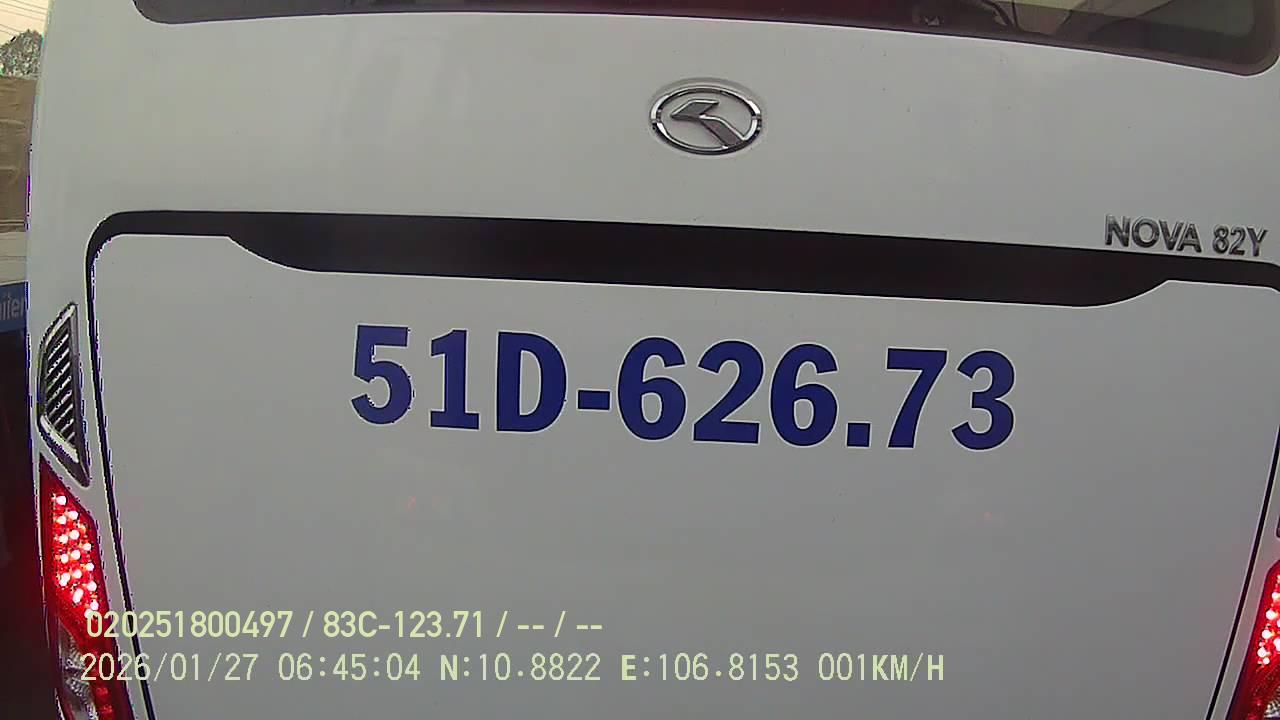 NOVA 82Y
51D-626.73
020251800497 / 83C-123.71 / -- / --
2026/01/27 06:45:04 N:10.8822 E:106.8153 001KM/H